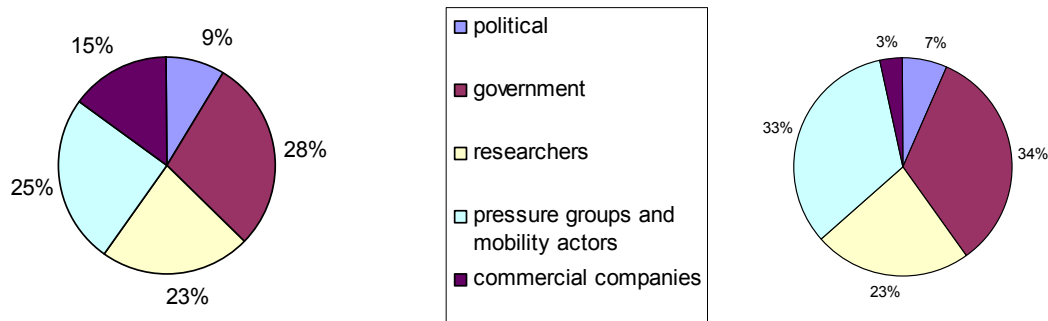 15%
9%
28%
25%
23%
political
government
researchers
pressure groups and
mobility actors
commercial companies
3%
7%
33%
34%
23%